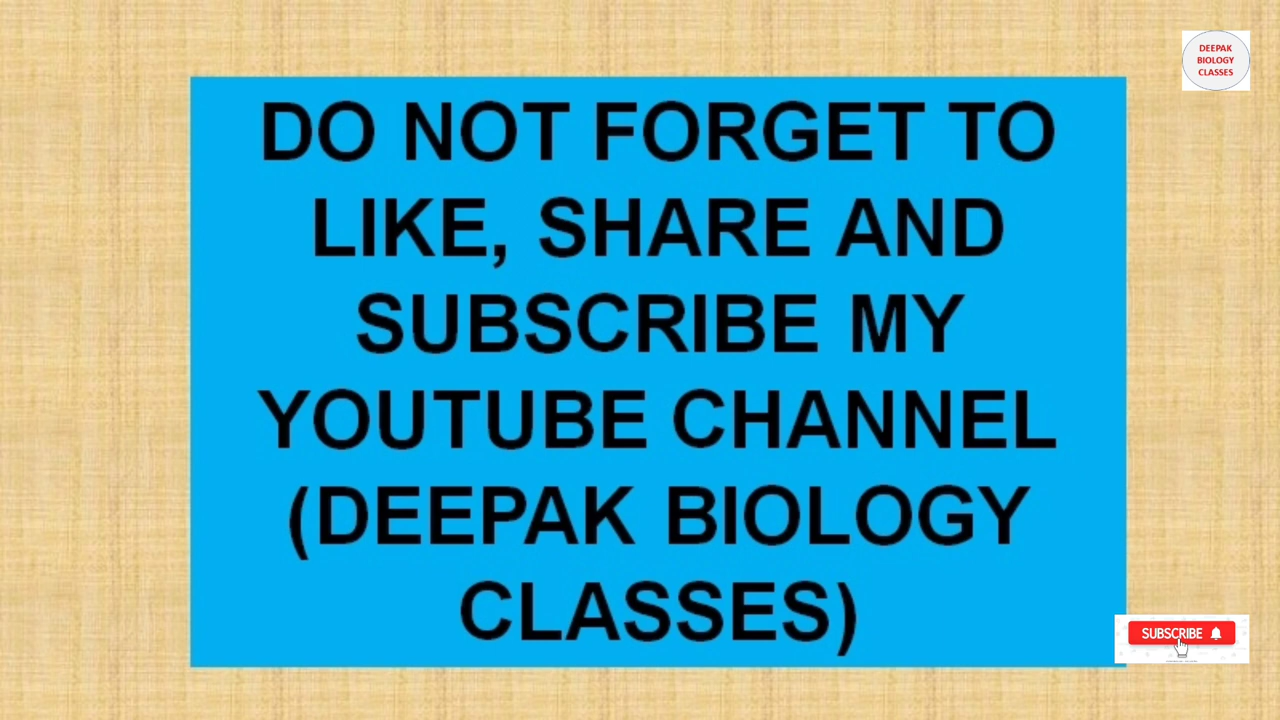 DEEPAK
BIOLOGY
CLASSES
DO NOT FORGET TO
LIKE, SHARE AND
SUBSCRIBE MY
YOUTUBE CHANNEL
(DEEPAK BIOLOGY
CLASSES)
SUBSCRIBE